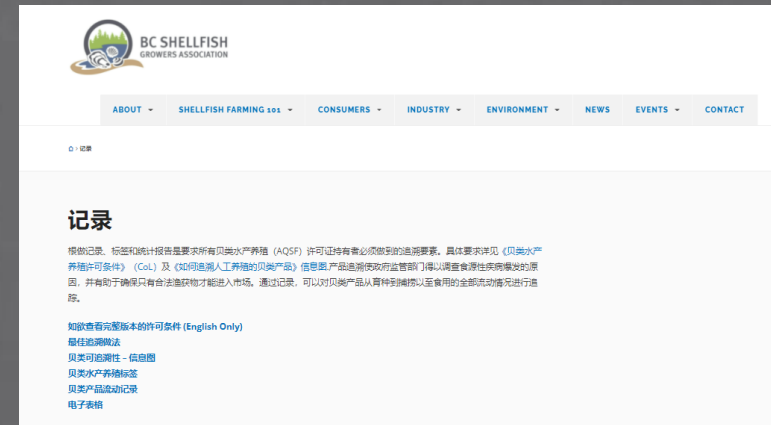 BC SHELLFISH
GROWERS ASSOCIATION
ABOUT SHELLFISH FARMING 101 CONSUMERS INDUSTRY ENVIRONMENT NEWS EVENTS CONTACT
› 记录
记录
根做记录、标签和统计报告是要求所有贝类水产养殖（AQSF）许可证持有者必须做到的追溯要素。具体要求详见《贝类水产
养殖许可条件》（CoL）及《如何追溯人工养殖的贝类产品》信息图.产品追溯使政府监管部门得以调查食源性疾病爆发的原
因，并有助于确保只有合法渔获物才能进入市场。通过记录，可以对贝类产品从育种到捕捞以至食用的全部流动情况进行追
踪。
如欲查看完整版本的许可条件 (English Only)
最佳追溯做法
贝类可追溯性 – 信息图
贝类水产养殖标签
贝类产品流动记录
电子表格